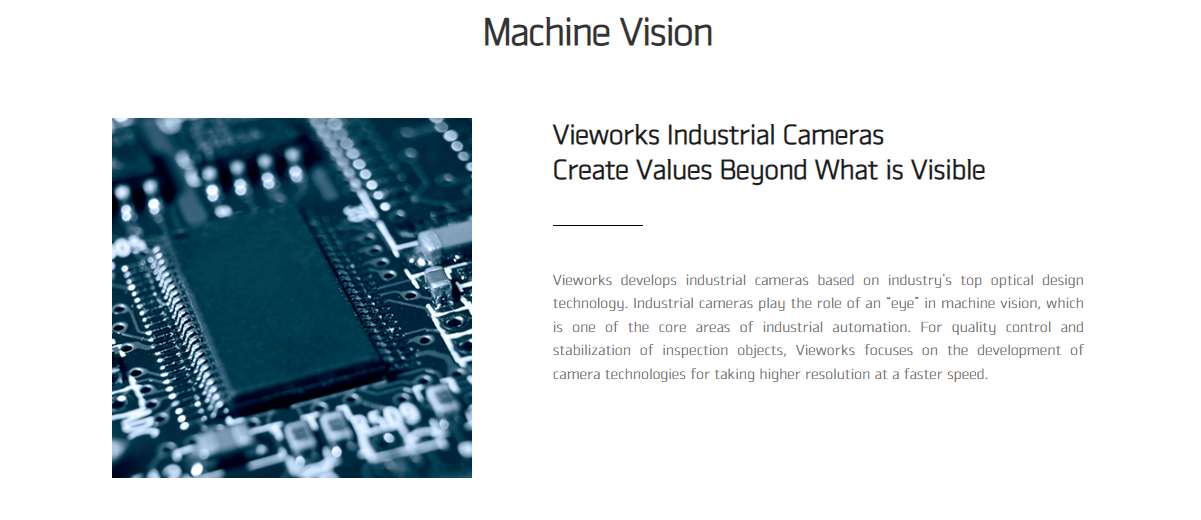 Machine Vision
Vieworks Industrial Cameras
Create Values Beyond What is Visible
Vieworks develops industrial cameras based on industry's top optical design
technology. Industrial cameras play the role of an “eye” in machine vision, which
is one of the core areas of industrial automation. For quality control and
stabilization of inspection objects, Vieworks focuses on the development of
camera technologies for taking higher resolution at a faster speed.